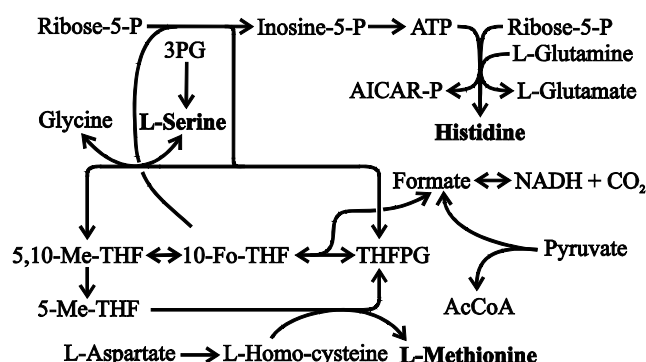 Ribose-5-P Inosine-5-P ATP Ribose-5-P
3PG L-Glutamine
AICAR-P L-Glutamate
Glycine L-Serine
Histidine
Formate NADH + CO₂
5,10-Me-THF 10-Fo-THF THFPG Pyruvate
5-Me-THF AcCoA
L-Aspartate L-Homo-cysteine L-Methionine